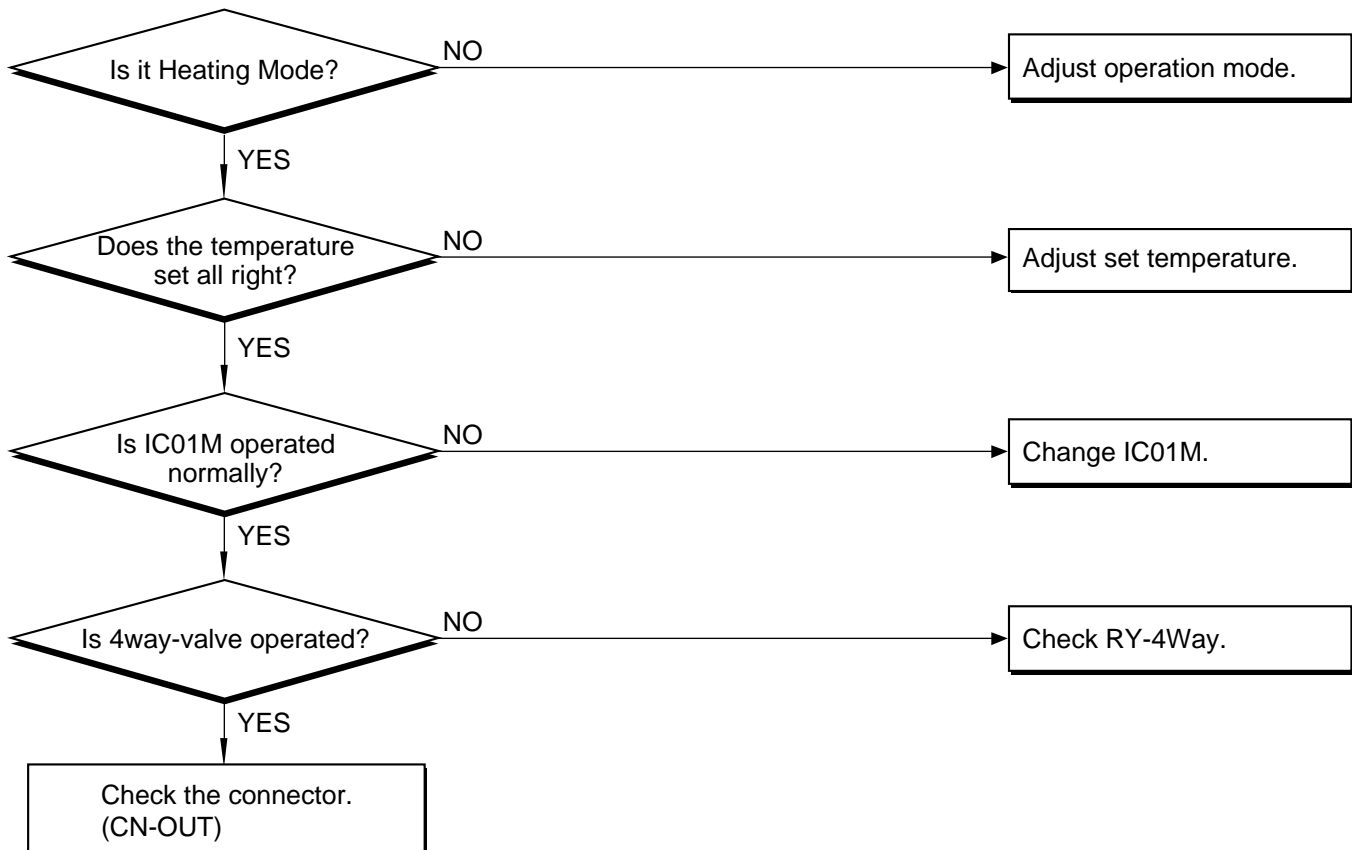 Is it Heating Mode?
NO
Adjust operation mode.
YES
Does the temperature
set all right?
NO
Adjust set temperature.
YES
Is IC01M operated
normally?
NO
Change IC01M.
YES
Is 4way-valve operated?
NO
Check RY-4Way.
YES
Check the connector.
(CN-OUT)